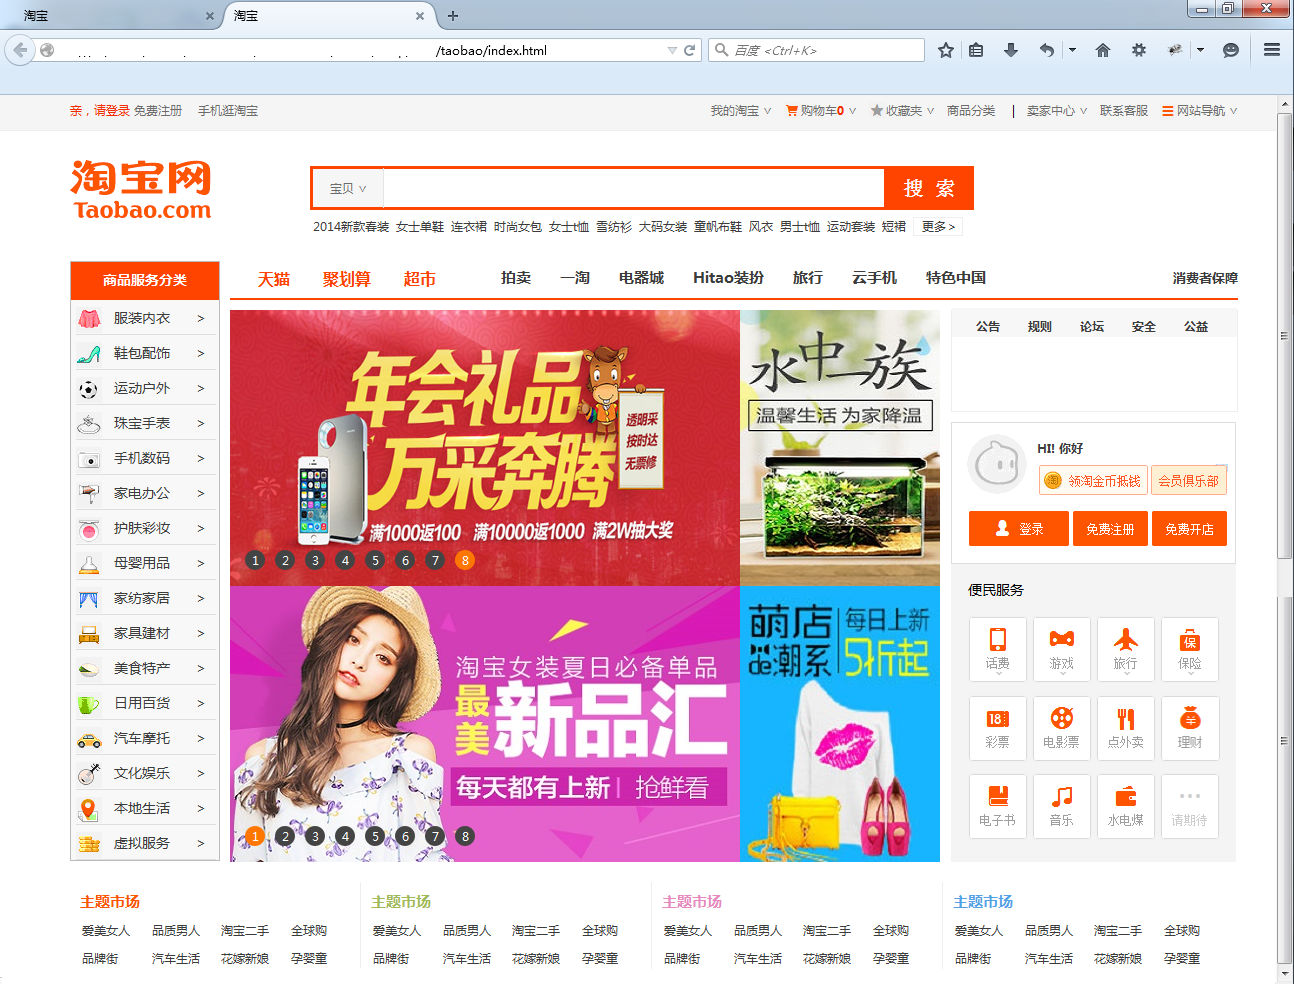 淘宝
淘宝
/taobao/index.html
百度 <Ctrl+K>
亲，请登录 免费注册 手机逛淘宝
我的淘宝 购物车0 收藏夹 商品分类 | 卖家中心 联系客服 网站导航
淘宝网
Taobao.com
宝贝
搜 索
2014新款春装 女士单鞋 连衣裙 时尚女包 女士t恤 雪纺衫 大码女装 童帆布鞋 风衣 男士t恤 运动套装 短裙 更多 >
商品服务分类
天猫 聚划算 超市 拍卖 一淘 电器城 Hitao装扮 旅行 云手机 特色中国 消费者保障
服装内衣 >
鞋包配饰 >
运动户外 >
珠宝手表 >
手机数码 >
家电办公 >
护肤彩妆 >
母婴用品 >
家纺家居 >
家具建材 >
美食特产 >
日用百货 >
汽车摩托 >
文化娱乐 >
本地生活 >
虚拟服务 >
年会礼品
万采奔腾
透明采
按时达
无票修
满1000返100 满10000返1000 满2W抽大奖
1 2 3 4 5 6 7 8
水中一族
温馨生活 为家降温
淘宝女装夏日必备单品
最美
新品汇
每天都有上新 | 抢鲜看
1 2 3 4 5 6 7 8
萌店
de潮系
每日上新
5折起
公告 规则 论坛 安全 公益
HI! 你好
淘 领淘金币抵钱 会员俱乐部
登录 免费注册 免费开店
便民服务
话费 游戏 旅行 保 保险
18 彩票 电影票 点外卖 理财
电子书 音乐 水电煤 请期待
主题市场 主题市场 主题市场 主题市场
爱美女人 品质男人 淘宝二手 全球购 爱美女人 品质男人 淘宝二手 全球购 爱美女人 品质男人 淘宝二手 全球购 爱美女人 品质男人 淘宝二手 全球购
品牌街 汽车生活 花嫁新娘 孕婴童 品牌街 汽车生活 花嫁新娘 孕婴童 品牌街 汽车生活 花嫁新娘 孕婴童 品牌街 汽车生活 花嫁新娘 孕婴童